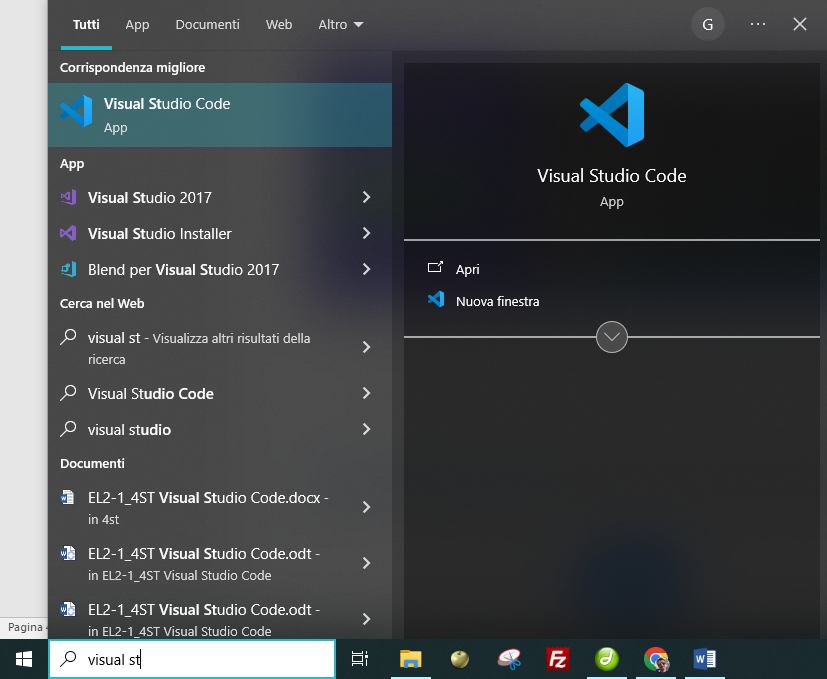 Tutti App Documenti Web Altro G
Corrispondenza migliore
Visual Studio Code
App
App
Visual Studio 2017
Visual Studio Installer
Blend per Visual Studio 2017
Cerca nel Web
visual st - Visualizza altri risultati della
ricerca
Visual Studio Code
visual studio
Documenti
EL2-1_4ST Visual Studio Code.docx -
in 4st
EL2-1_4ST Visual Studio Code.odt -
in EL2-1_4ST Visual Studio Code
EL2-1_4ST Visual Studio Code.odt -
in EL2-1_4ST Visual Studio Code
Visual Studio Code
App
Apri
Nuova finestra
Pagina
visual st